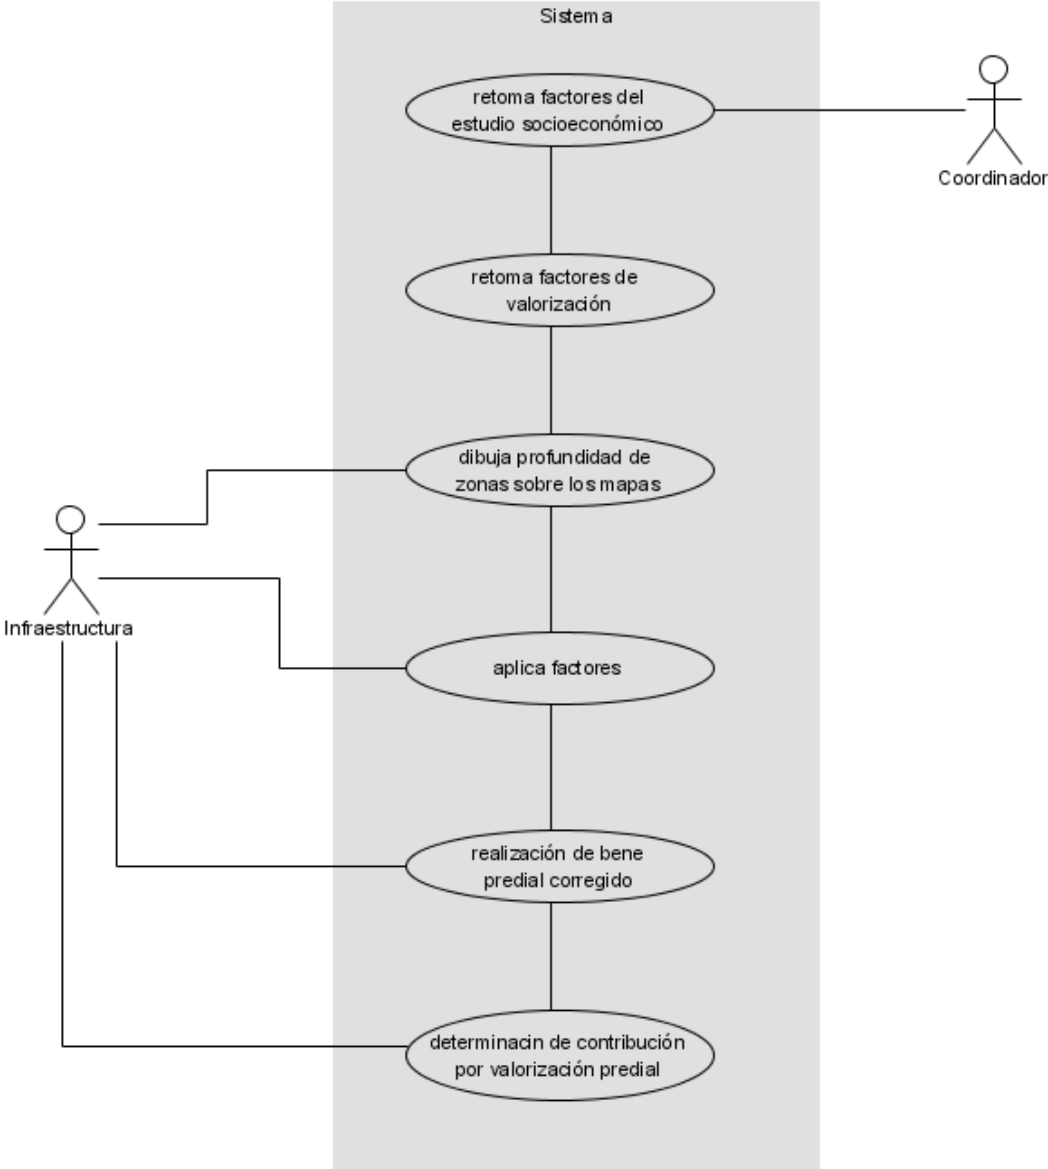 Sistema
retoma factores del
estudio socioeconómico
Coordinador
retoma factores de
valorización
dibuja profundidad de
zonas sobre los mapas
Infraestructura
aplica factores
realización de bene
predial corregido
determinacin de contribución
por valorización predial